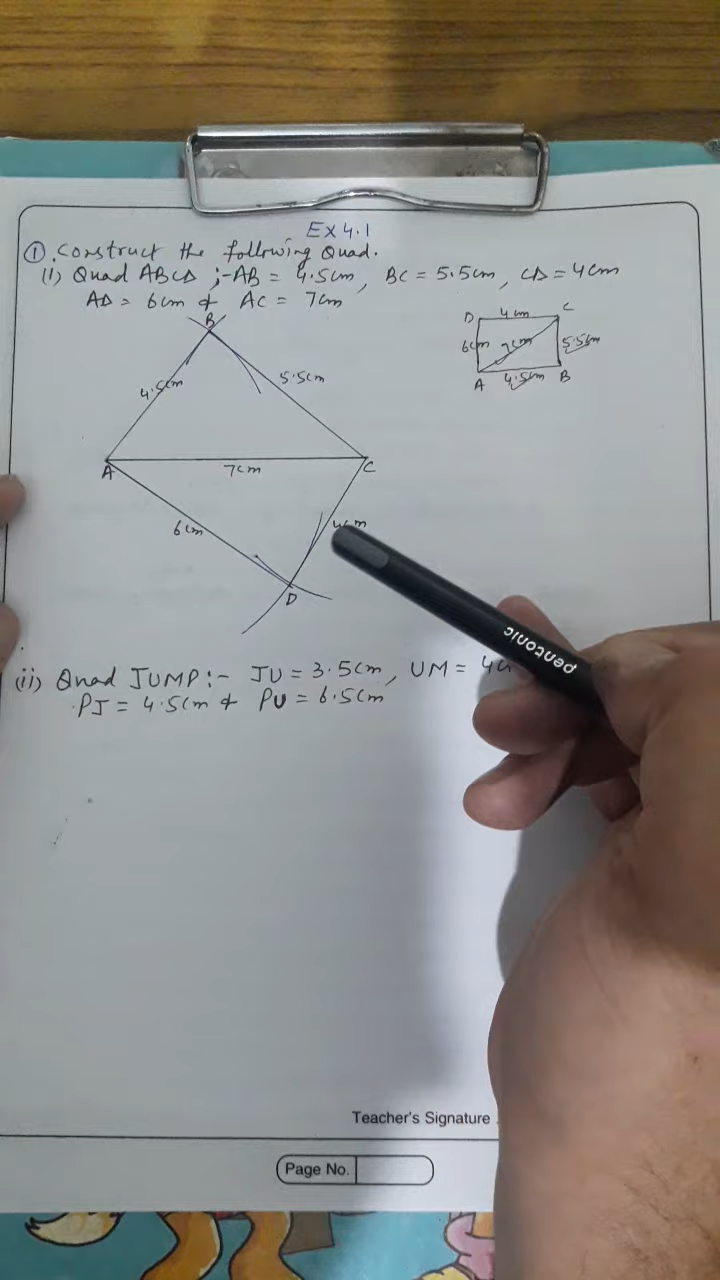 Ex 4.1
① Construct the following Quad.
(i) Quad ABCD :- AB = 4.5cm, BC = 5.5cm, CD = 4cm
AD = 6cm & AC = 7cm
B
4.5cm
5.5cm
A
7cm
C
6cm
4cm
D
D
4cm
C
6cm
7cm
5.5cm
A
4.5cm
B
pentonic
(ii) Quad JUMP :- JU = 3.5cm, UM = 4
PJ = 4.5cm & PU = 6.5cm
Teacher's Signature
Page No.